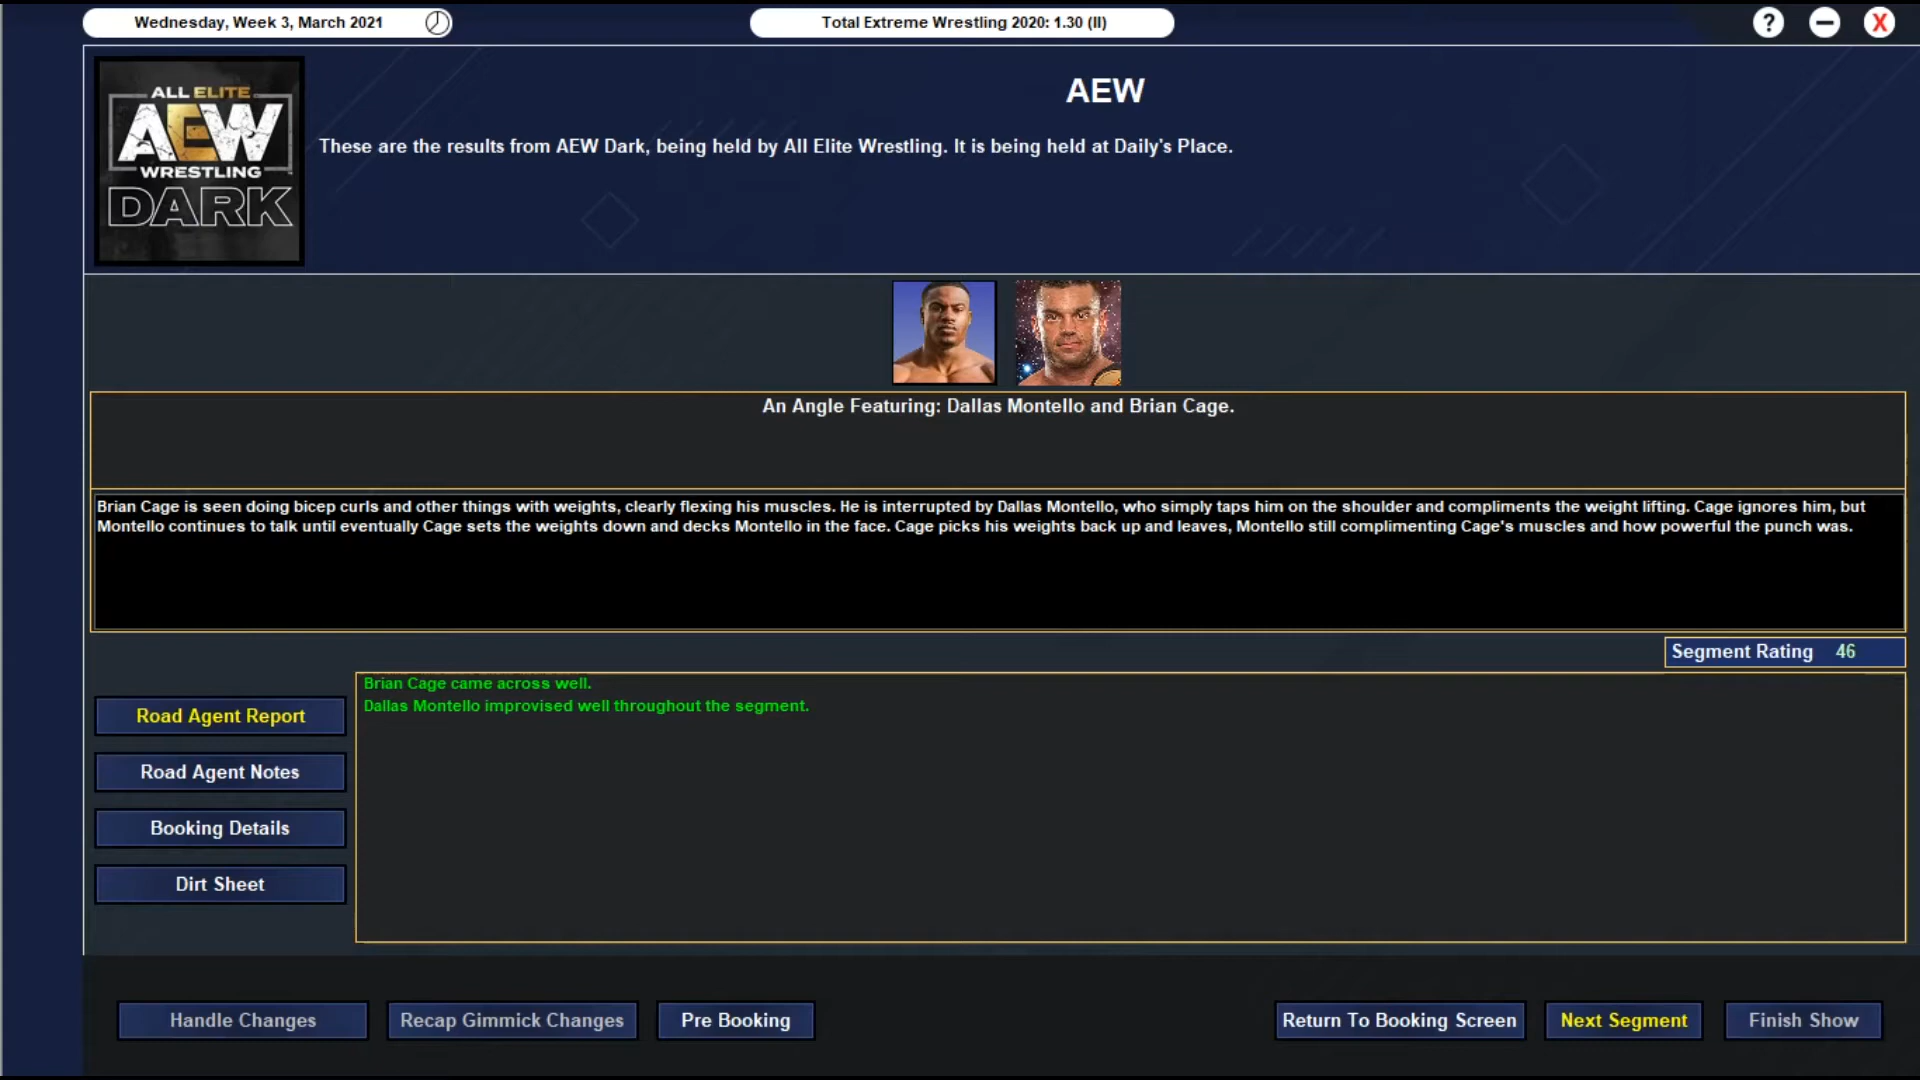 Wednesday, Week 3, March 2021
Total Extreme Wrestling 2020: 1.30 (II)
?
X
ALL ELITE
AEW
WRESTLING
DARK
AEW
These are the results from AEW Dark, being held by All Elite Wrestling. It is being held at Daily's Place.
An Angle Featuring: Dallas Montello and Brian Cage.
Brian Cage is seen doing bicep curls and other things with weights, clearly flexing his muscles. He is interrupted by Dallas Montello, who simply taps him on the shoulder and compliments the weight lifting. Cage ignores him, but
Montello continues to talk until eventually Cage sets the weights down and decks Montello in the face. Cage picks his weights back up and leaves, Montello still complimenting Cage's muscles and how powerful the punch was.
Segment Rating 46
Brian Cage came across well.
Dallas Montello improvised well throughout the segment.
Road Agent Report
Road Agent Notes
Booking Details
Dirt Sheet
Handle Changes
Recap Gimmick Changes
Pre Booking
Return To Booking Screen
Next Segment
Finish Show